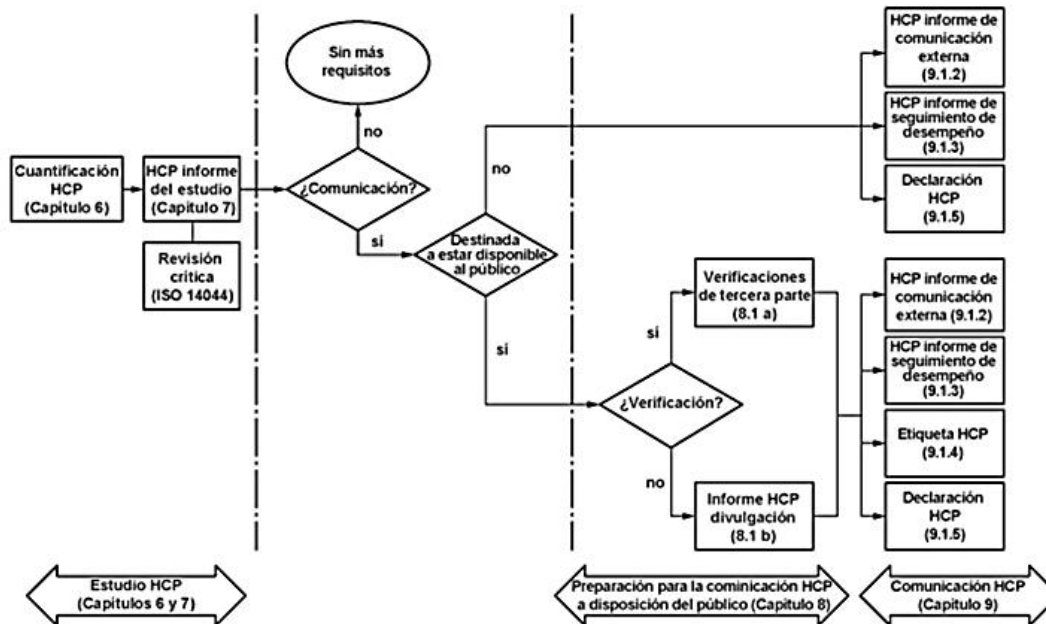 Cuantificación
HCP
(Capítulo 6)
HCP informe
del estudio
(Capítulo 7)
Revisión
crítica
(ISO 14044)
Sin más
requisitos
no
¿Comunicación?
sí
Destinada
a estar disponible
al público
no
sí
¿Verificación?
sí
no
Verificaciones
de tercera parte
(8.1 a)
Informe HCP
divulgación
(8.1 b)
HCP informe de
comunicación
externa
(9.1.2)
HCP informe de
seguimiento de
desempeño
(9.1.3)
Declaración
HCP
(9.1.5)
HCP informe de
comunicación
externa (9.1.2)
HCP informe de
seguimiento de
desempeño
(9.1.3)
Etiqueta HCP
(9.1.4)
Declaración
HCP
(9.1.5)
Estudio HCP
(Capítulos 6 y 7)
Preparación para la cominicación HCP
a disposición del público (Capítulo 8)
Comunicación HCP
(Capítulo 9)